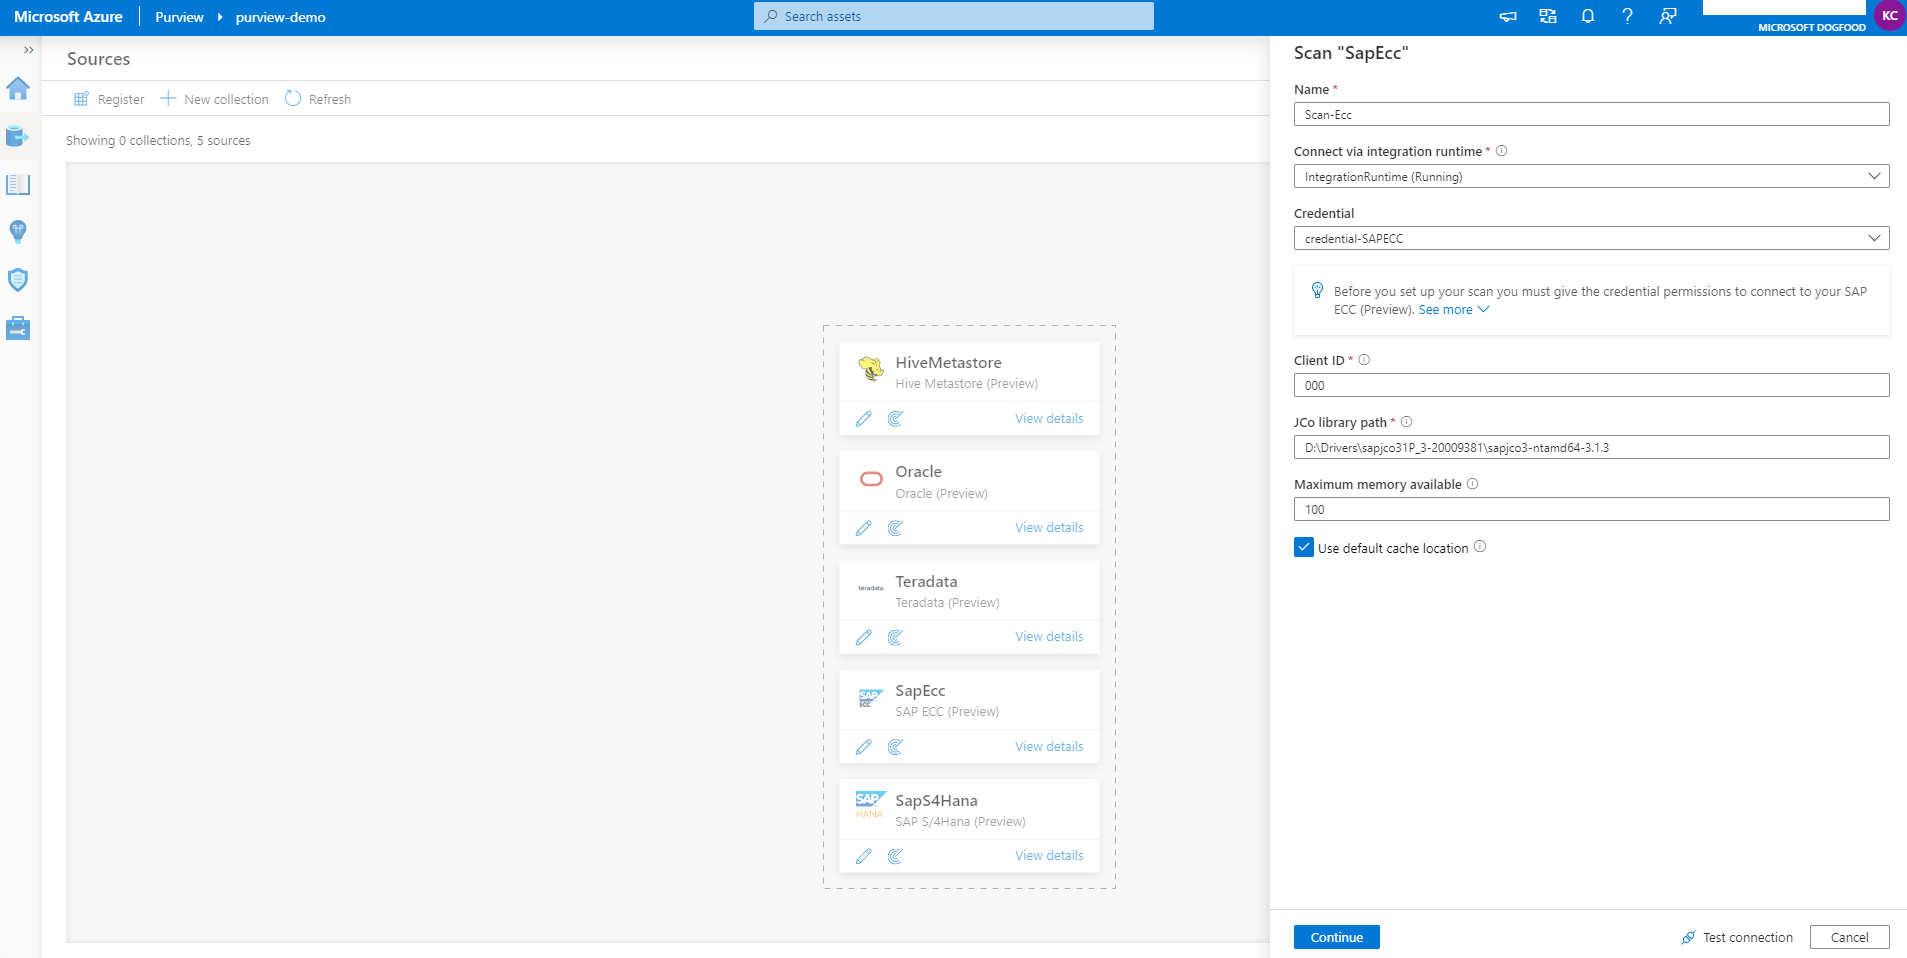 Microsoft Azure
Purview
purview-demo
Search assets
MICROSOFT DOGFOOD
KC
Sources
Register
New collection
Refresh
Showing 0 collections, 5 sources
HiveMetastore
Hive Metastore (Preview)
View details
Oracle
Oracle (Preview)
View details
teradata.
Teradata
Teradata (Preview)
View details
SAP
ECC
SapEcc
SAP ECC (Preview)
View details
SAP
HANA
SapS4Hana
SAP S/4Hana (Preview)
View details
Scan "SapEcc"
Name *
Scan-Ecc
Connect via integration runtime *
IntegrationRuntime (Running)
Credential
credential-SAPECC
Before you set up your scan you must give the credential permissions to connect to your SAP
ECC (Preview). See more
Client ID *
000
JCo library path *
D:\Drivers\sapjco31P_3-20009381\sapjco3-ntamd64-3.1.3
Maximum memory available
100
Use default cache location
Continue
Test connection
Cancel